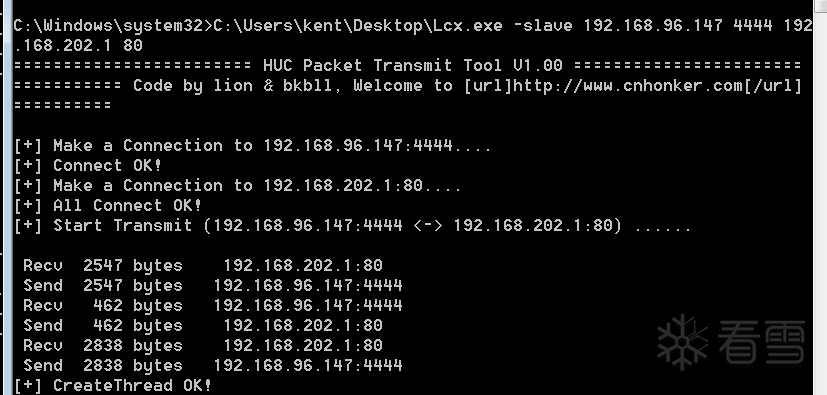 C:\Windows\system32>C:\Users\kent\Desktop\Lcx.exe -slave 192.168.96.147 4444 192
.168.202.1 80
======================== HUC Packet Transmit Tool V1.00 =======================
=========== Code by lion & bkbll, Welcome to [url]http://www.cnhonker.com[/url]
==========
[+] Make a Connection to 192.168.96.147:4444....
[+] Connect OK!
[+] Make a Connection to 192.168.202.1:80....
[+] All Connect OK!
[+] Start Transmit (192.168.96.147:4444 <-> 192.168.202.1:80) ......
Recv 2547 bytes 192.168.202.1:80
Send 2547 bytes 192.168.96.147:4444
Recv 462 bytes 192.168.96.147:4444
Send 462 bytes 192.168.202.1:80
Recv 2838 bytes 192.168.202.1:80
Send 2838 bytes 192.168.96.147:4444
[+] CreateThread OK!
看雪